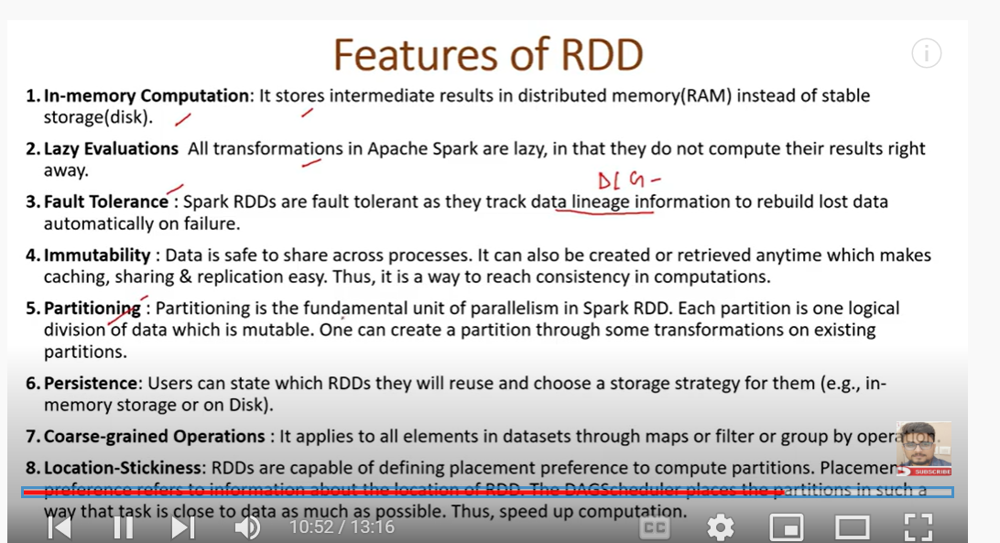 Features of RDD
1. In-memory Computation: It stores intermediate results in distributed memory(RAM) instead of stable
storage(disk).
2. Lazy Evaluations All transformations in Apache Spark are lazy, in that they do not compute their results right
away.
3. Fault Tolerance : Spark RDDs are fault tolerant as they track data lineage information to rebuild lost data
automatically on failure.
4. Immutability : Data is safe to share across processes. It can also be created or retrieved anytime which makes
caching, sharing & replication easy. Thus, it is a way to reach consistency in computations.
5. Partitioning : Partitioning is the fundamental unit of parallelism in Spark RDD. Each partition is one logical
division of data which is mutable. One can create a partition through some transformations on existing
partitions.
6. Persistence: Users can state which RDDs they will reuse and choose a storage strategy for them (e.g., in-
memory storage or on Disk).
7. Coarse-grained Operations : It applies to all elements in datasets through maps or filter or group by operation.
8. Location-Stickiness: RDDs are capable of defining placement preference to compute partitions. Placement
SUBSCRIBE
preference refers to information about the location of RDD. The DAGScheduler places the partitions in such a
way that task is close to data as much as possible. Thus, speed up computation.
10:52 / 13:16
CC